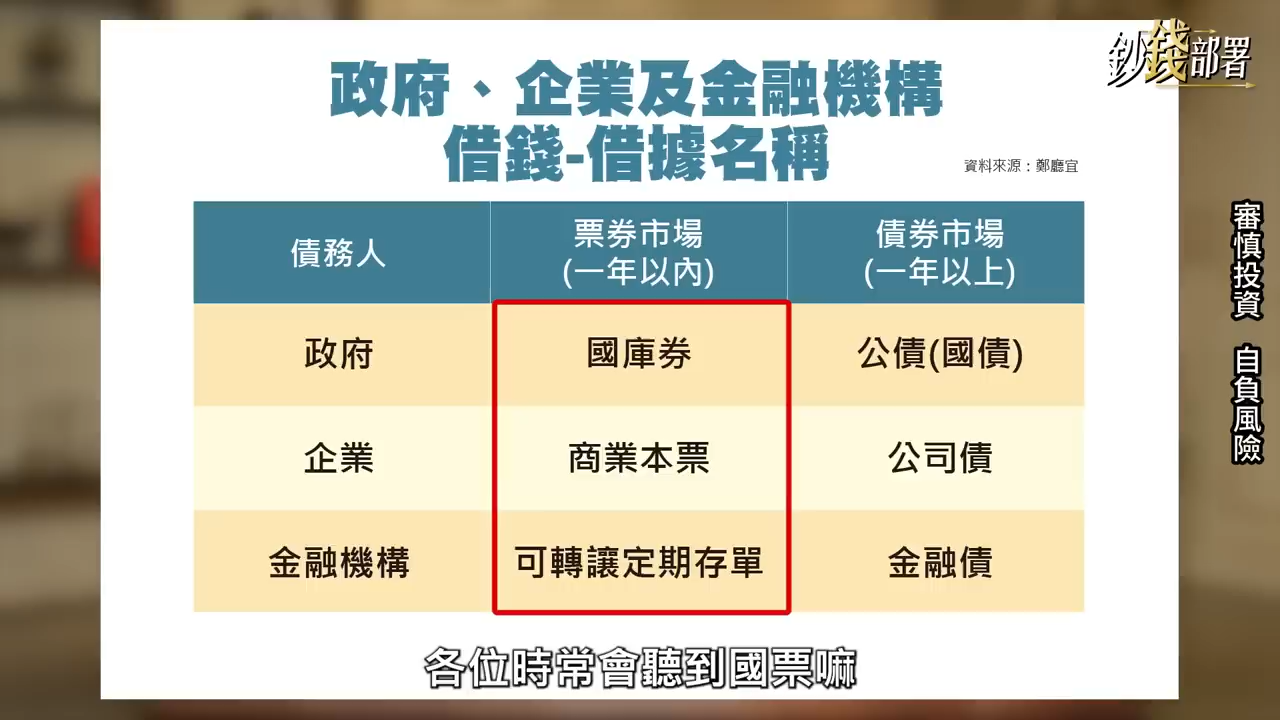 鈔錢部署
政府、企業及金融機構
借錢-借據名稱
資料來源：鄭廳宜
債務人
票券市場
(一年以內)
債券市場
(一年以上)
政府
國庫券
公債(國債)
企業
商業本票
公司債
金融機構
可轉讓定期存單
金融債
審慎投資 自負風險
各位時常會聽到國票嘛